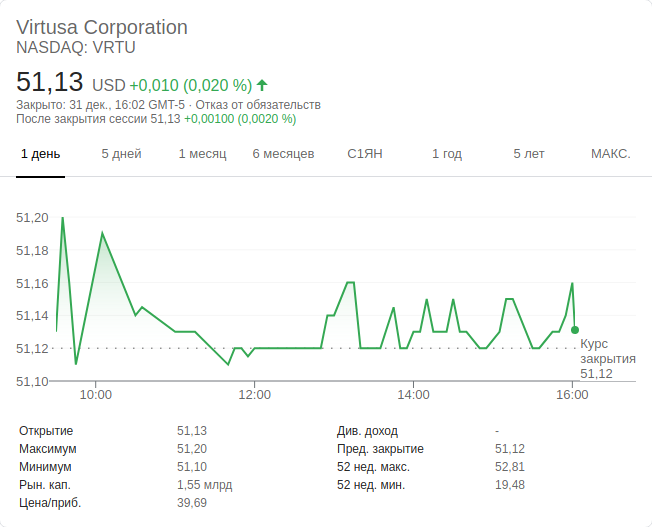 Virtusa Corporation
NASDAQ: VRTU
51,13 USD +0,010 (0,020 %)
Закрыто: 31 дек., 16:02 GMT-5 · Отказ от обязательств
После закрытия сессии 51,13 +0,00100 (0,0020 %)
1 день 5 дней 1 месяц 6 месяцев С1ЯН 1 год 5 лет МАКС.
51,20
51,18
51,16
51,14
51,12
51,10
Курс
закрытия
51,12
10:00 12:00 14:00 16:00
Открытие 51,13 Див. доход -
Максимум 51,20 Пред. закрытие 51,12
Минимум 51,10 52 нед. макс. 52,81
Рын. кап. 1,55 млрд 52 нед. мин. 19,48
Цена/приб. 39,69